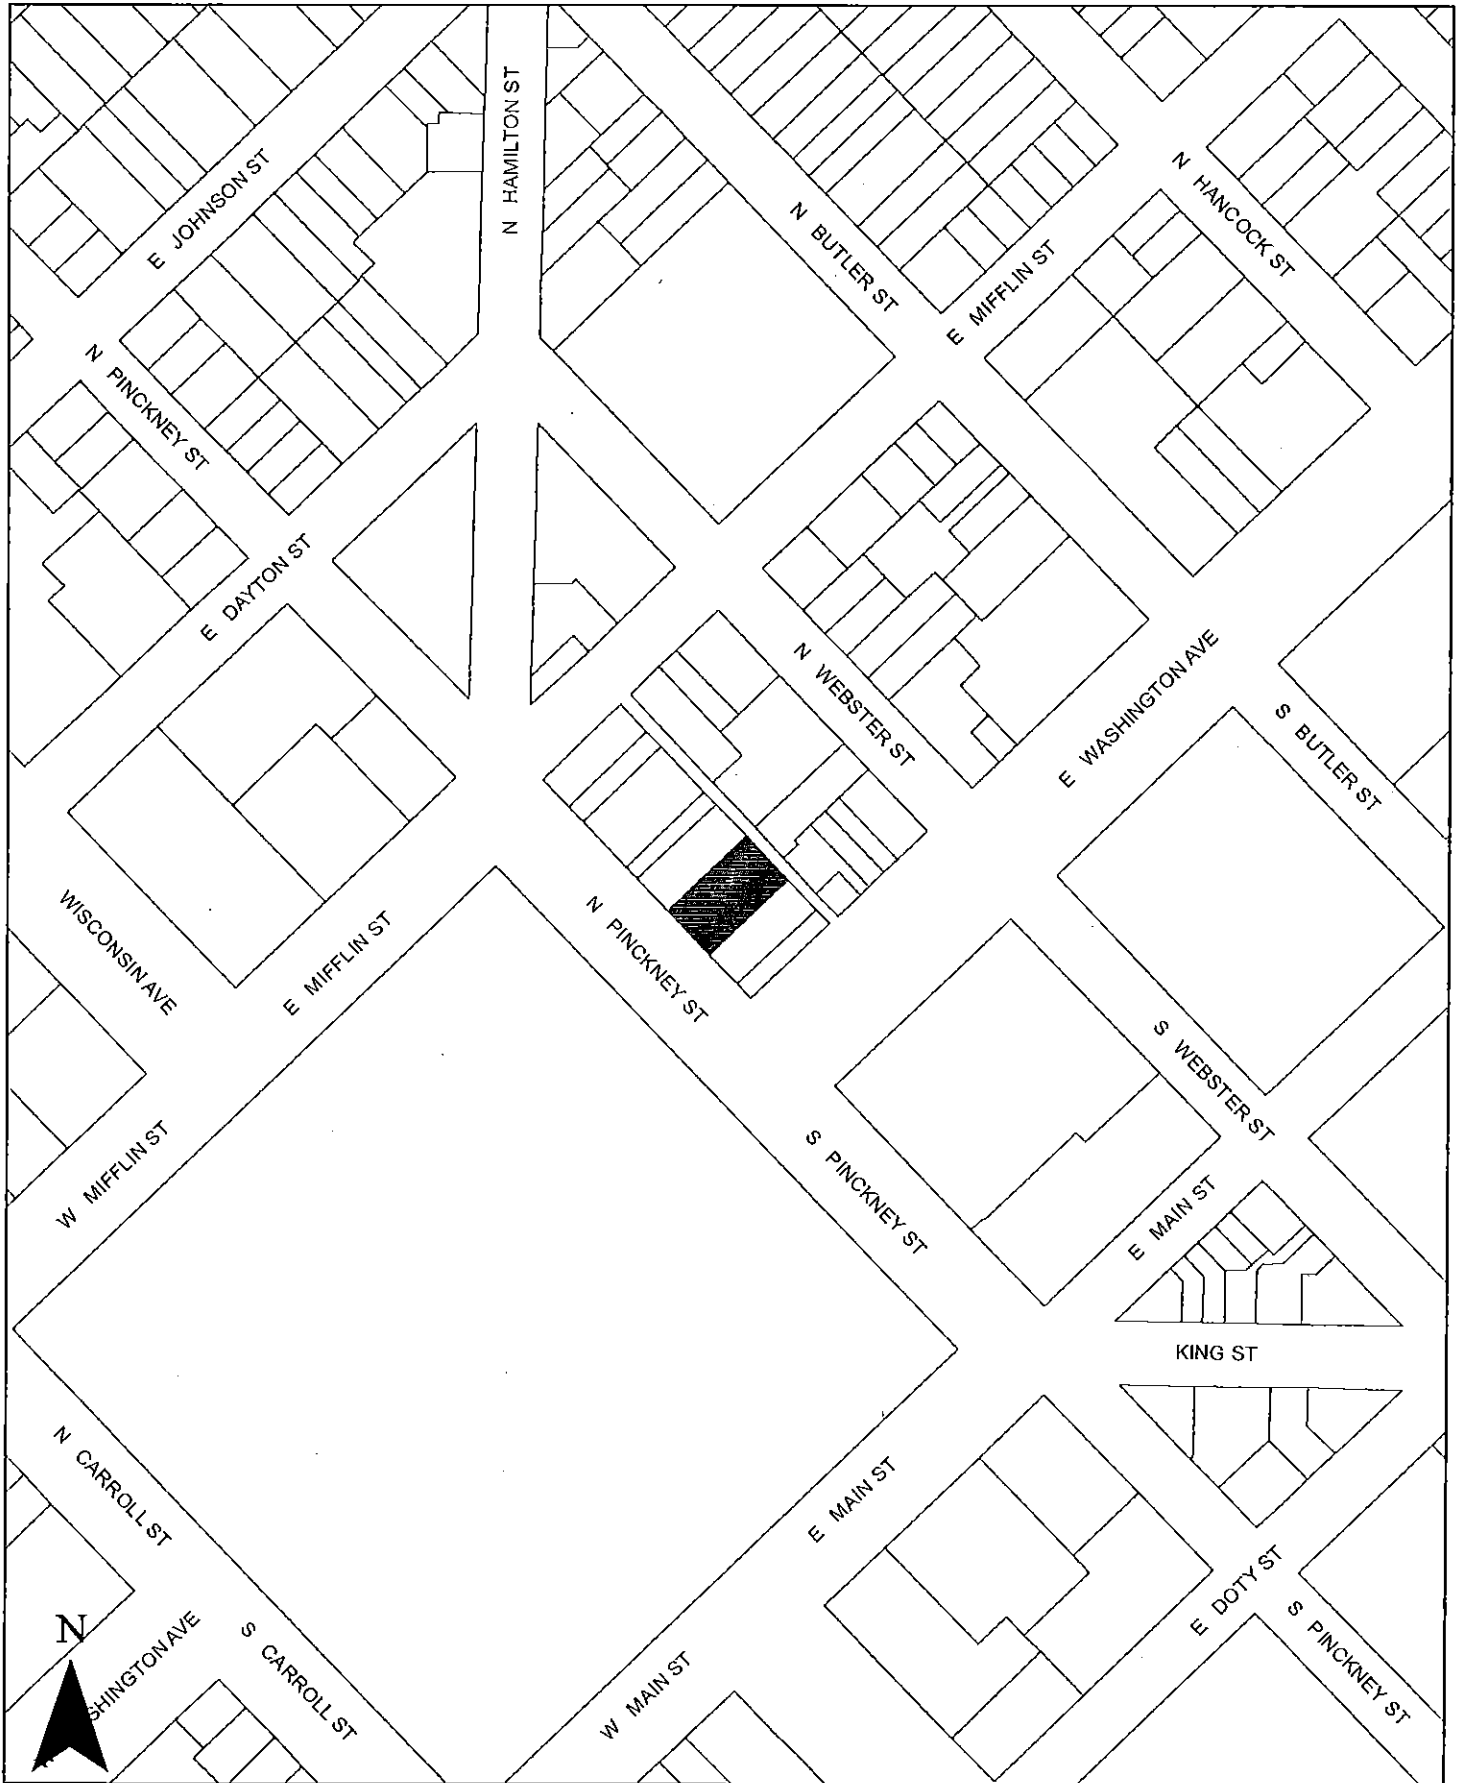 N HAMILTON ST
E JOHNSON ST
N HANCOCK ST
N BUTLER ST
E MIFFLIN ST
N PINCKNEY ST
E DAYTON ST
N WEBSTER ST
E WASHINGTON AVE
S BUTLER ST
WISCONSIN AVE
E MIFFLIN ST
N PINCKNEY ST
S WEBSTER ST
W MIFFLIN ST
S PINCKNEY ST
E MAIN ST
KING ST
N CARROLL ST
E MAIN ST
E DOTY ST
S PINCKNEY ST
N
SHINGTON AVE
S CARROLL ST
W MAIN ST